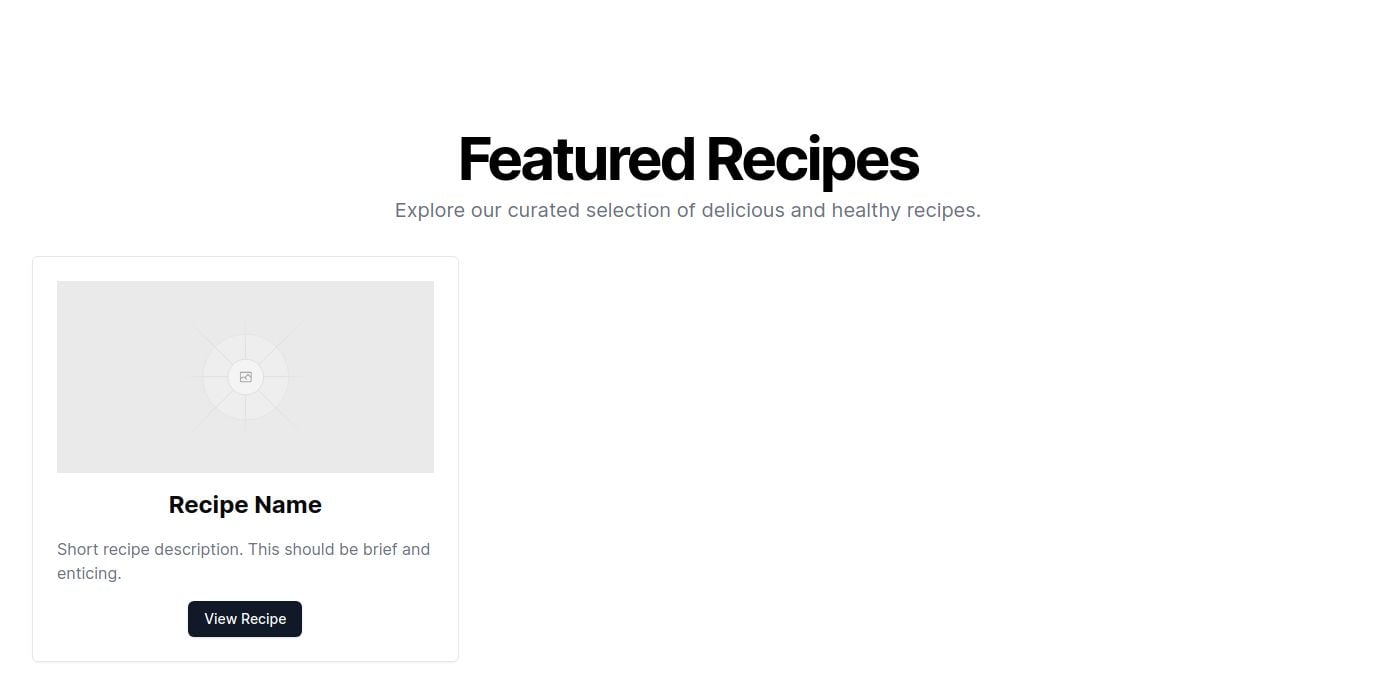 Featured Recipes
Explore our curated selection of delicious and healthy recipes.
Recipe Name
Short recipe description. This should be brief and
enticing.
View Recipe